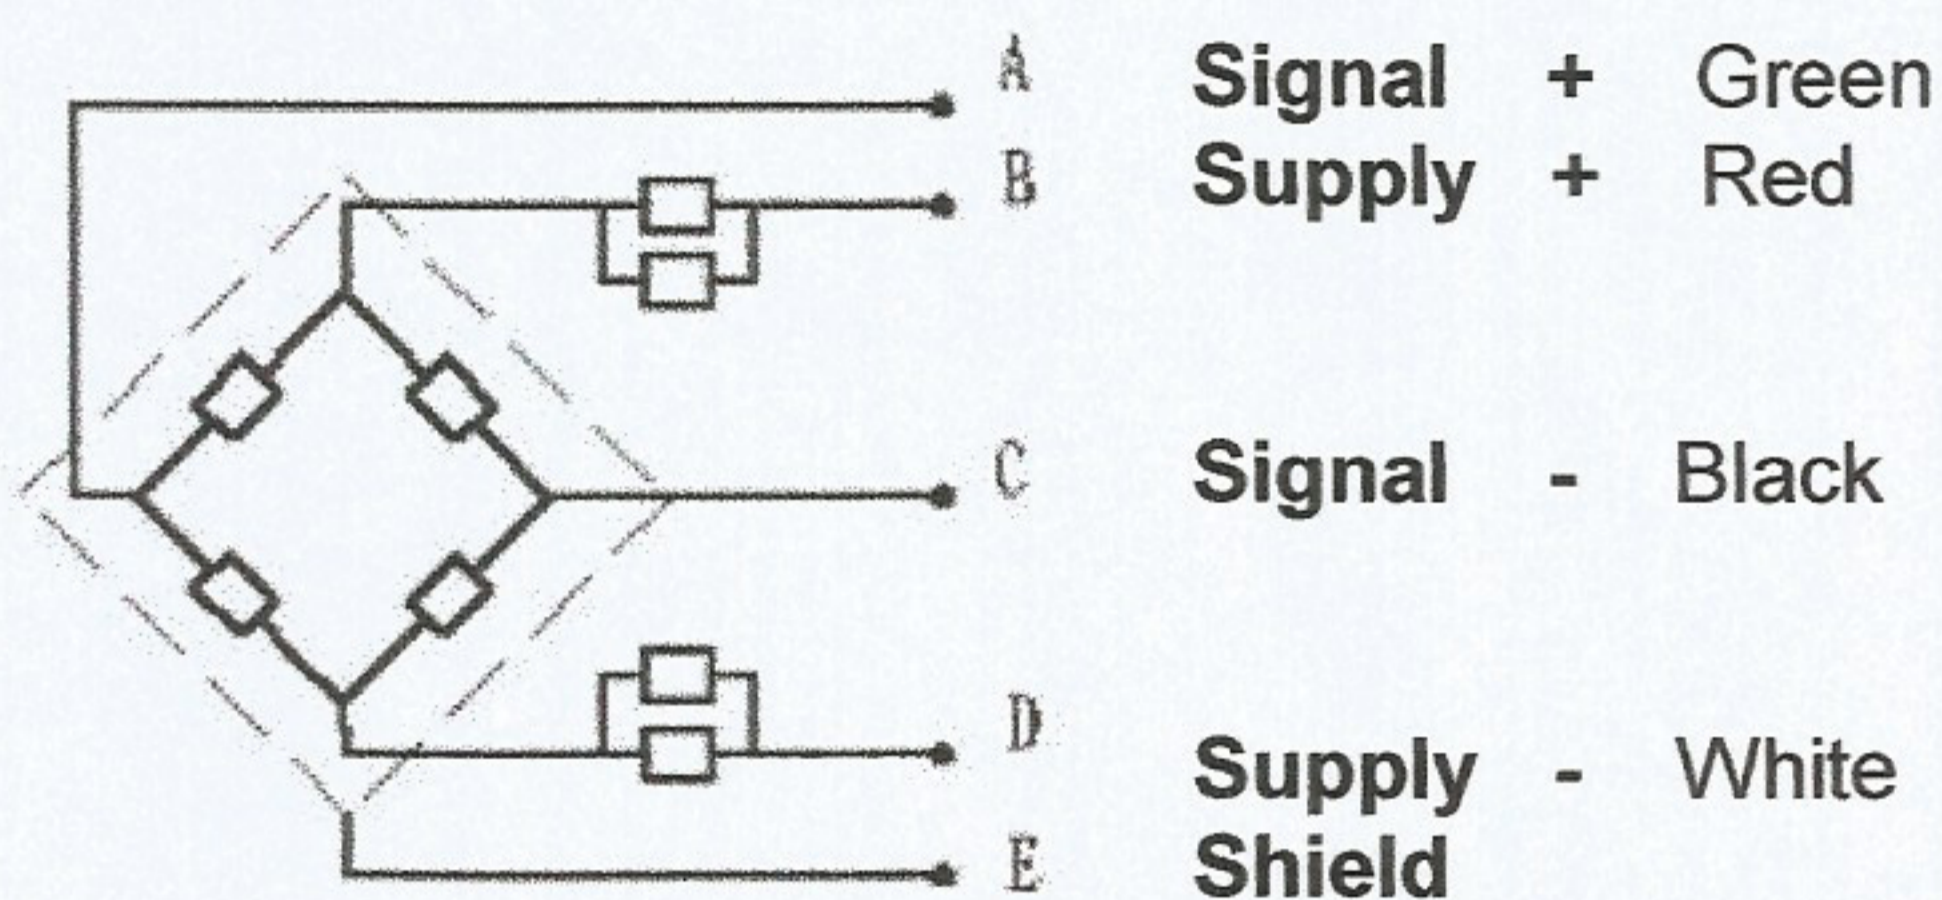 A Signal + Green
B Supply + Red
C Signal - Black
D Supply - White
E Shield